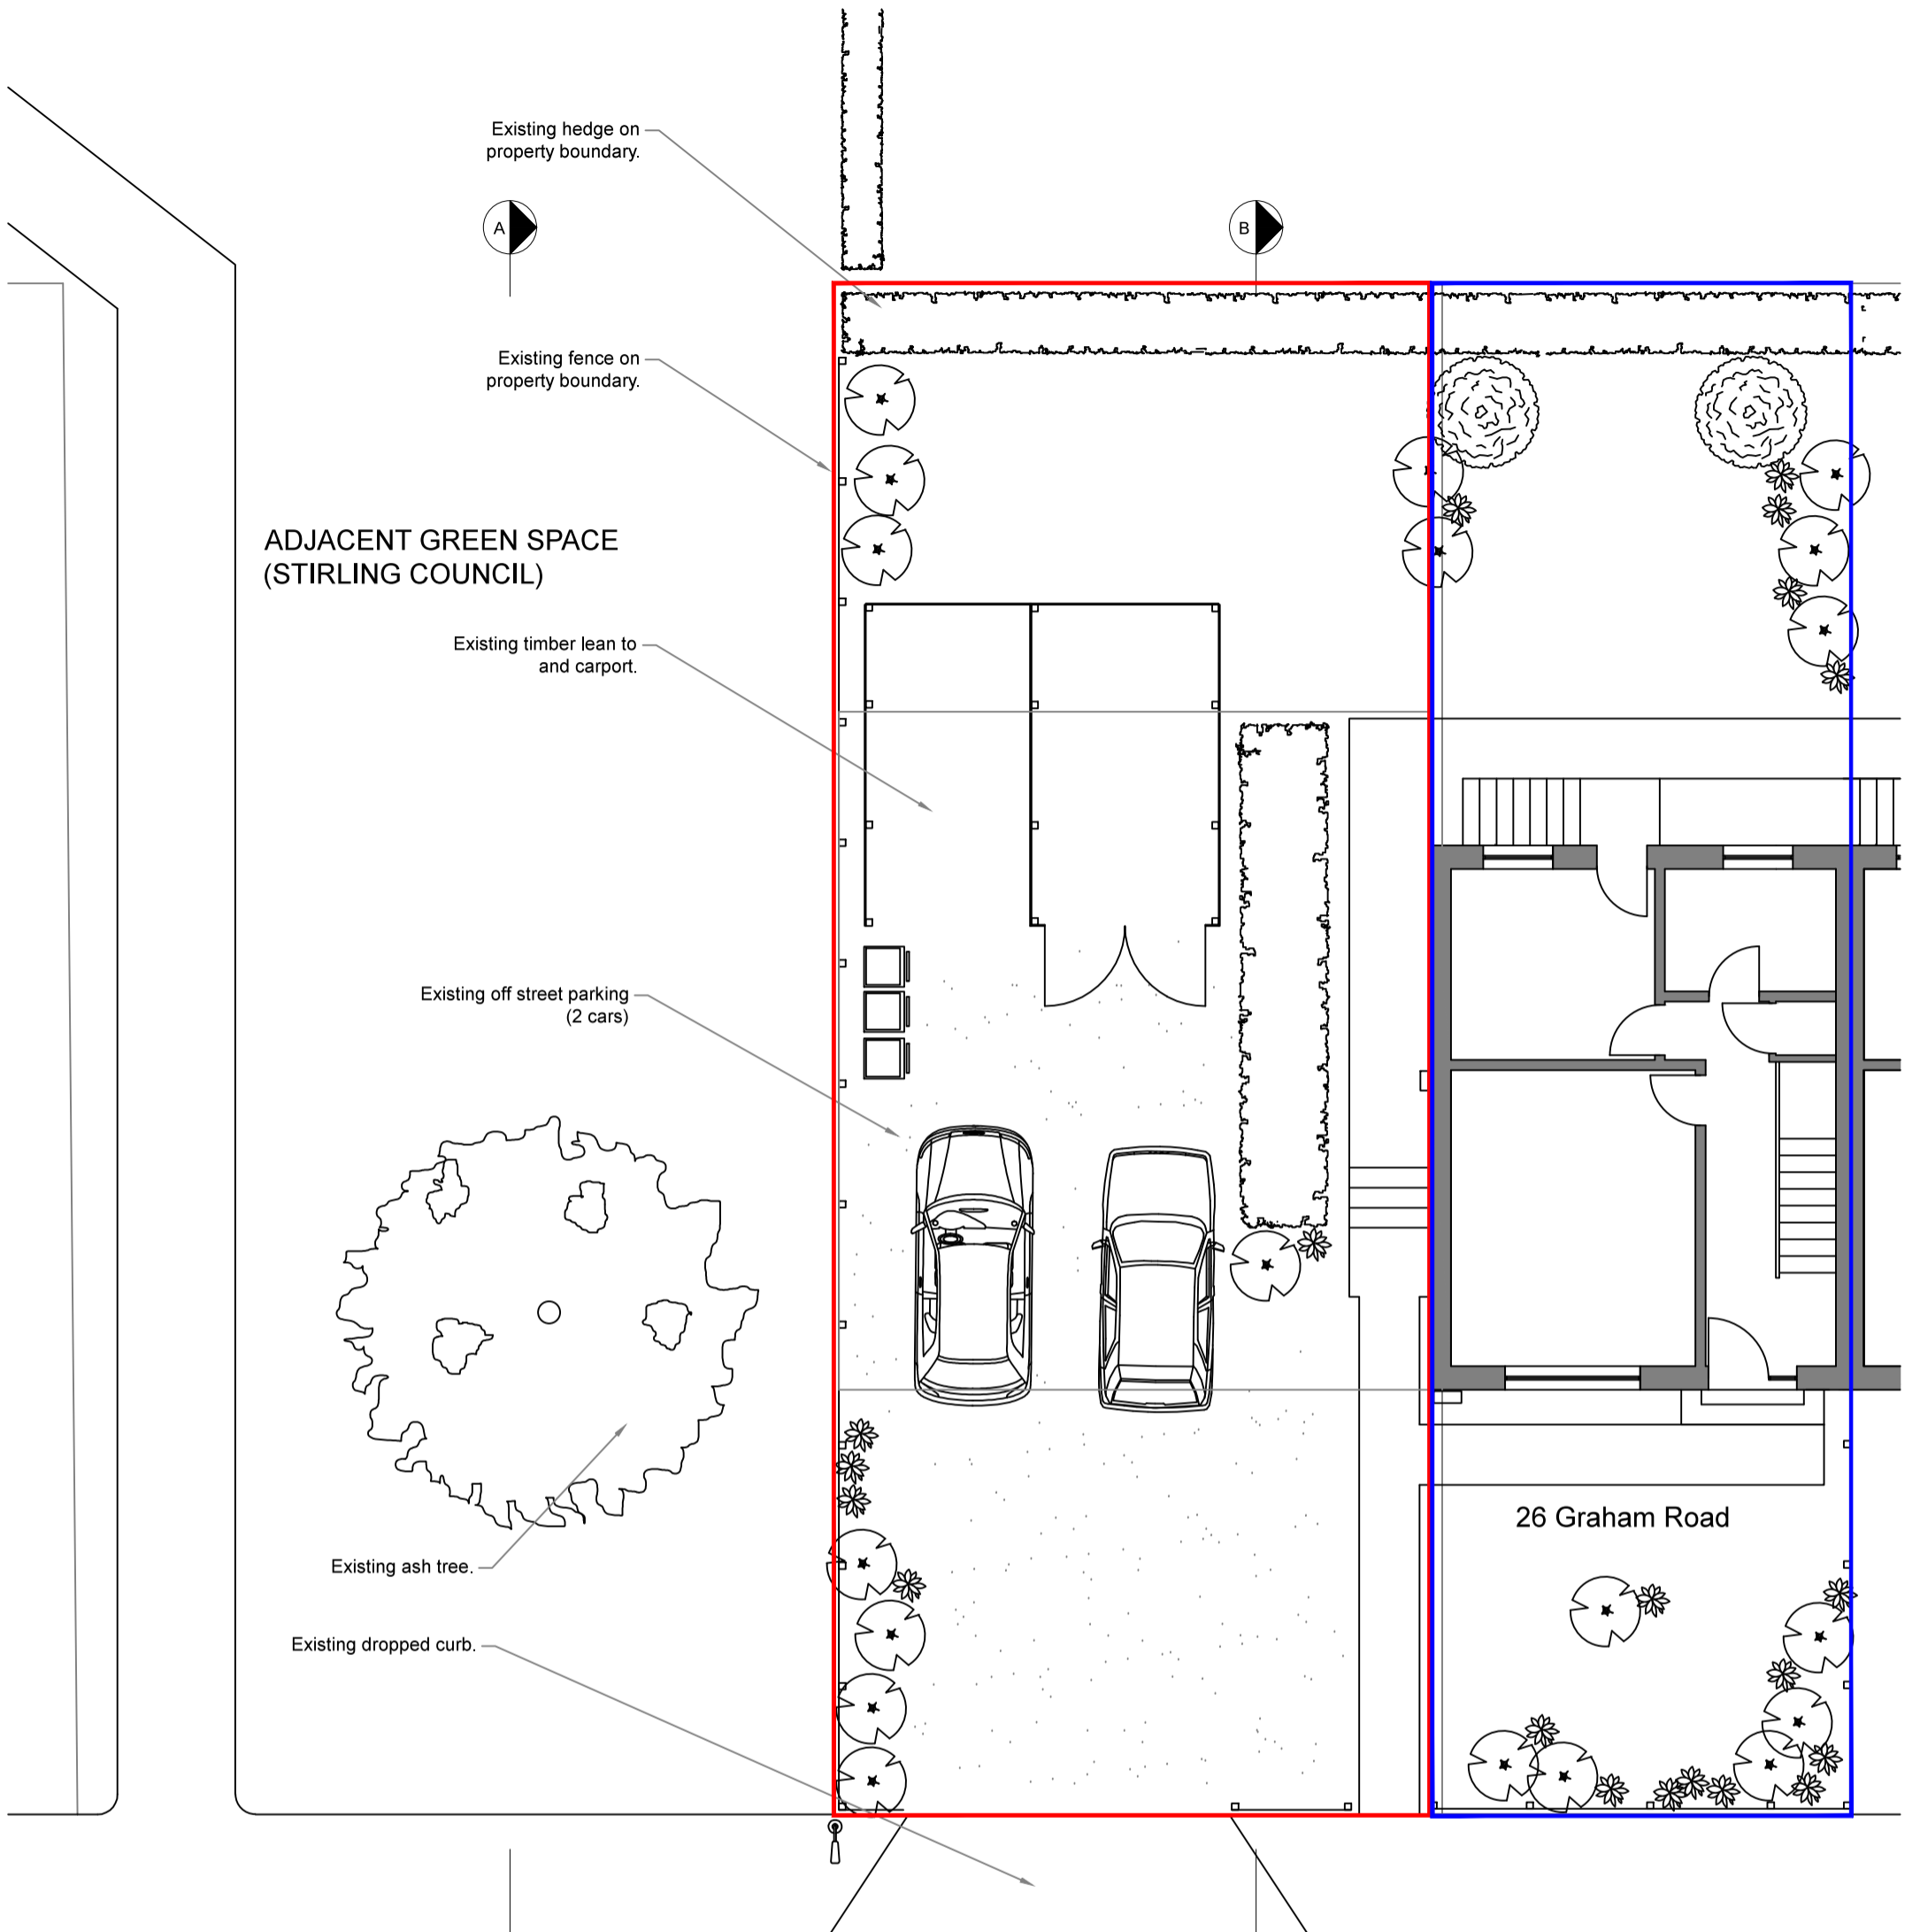 Existing hedge on
property boundary.
A
B
Existing fence on
property boundary.
ADJACENT GREEN SPACE
(STIRLING COUNCIL)
Existing timber lean to
and carport.
Existing off street parking
(2 cars)
26 Graham Road
Existing ash tree.
Existing dropped curb.